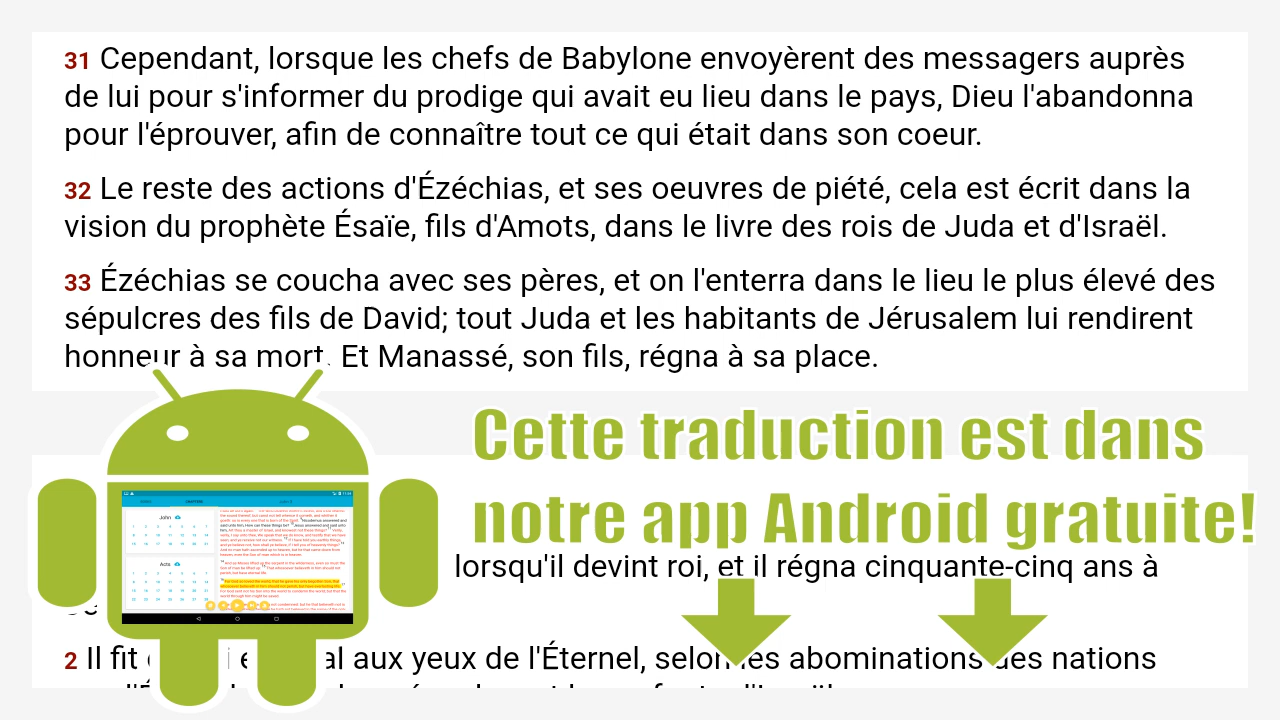 31 Cependant, lorsque les chefs de Babylone envoyèrent des messagers auprès
de lui pour s'informer du prodige qui avait eu lieu dans le pays, Dieu l'abandonna
pour l'éprouver, afin de connaître tout ce qui était dans son coeur.
32 Le reste des actions d'Ézéchias, et ses oeuvres de piété, cela est écrit dans la
vision du prophète Ésaïe, fils d'Amots, dans le livre des rois de Juda et d'Israël.
33 Ézéchias se coucha avec ses pères, et on l'enterra dans le lieu le plus élevé des
sépulcres des fils de David; tout Juda et les habitants de Jérusalem lui rendirent
honneur à sa mort. Et Manassé, son fils, régna à sa place.
Cette traduction est dans
notre app Android gratuite!
John
Acts
lorsqu'il devint roi, et il régna cinquante-cinq ans à
2 Il fit aux yeux de l'Éternel, selon les abominations des nations